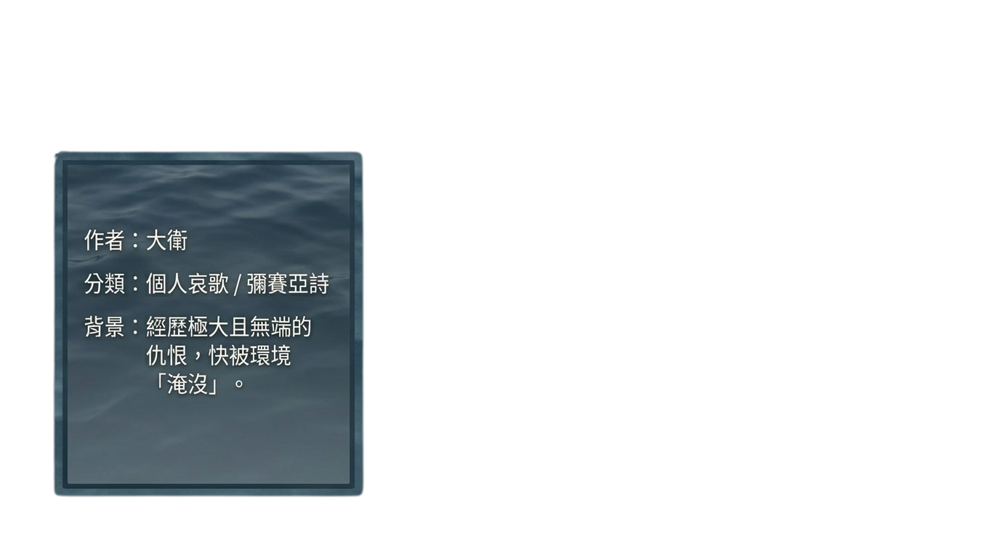 作者：大衛
分類：個人哀歌 / 彌賽亞詩
背景：經歷極大且無端的
仇恨，快被環境
「淹沒」。